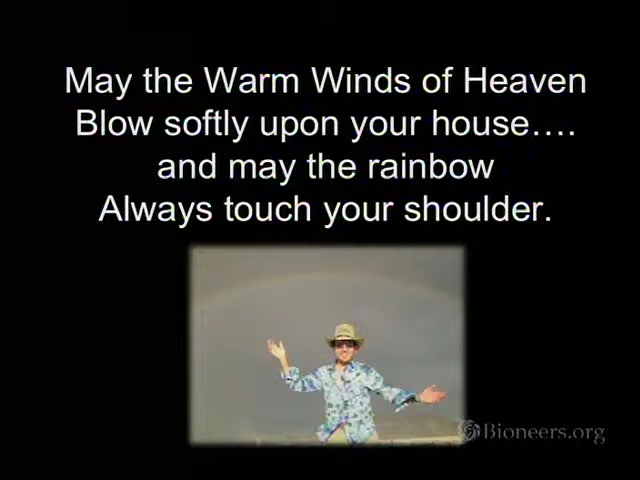 May the Warm Winds of Heaven
Blow softly upon your house….
and may the rainbow
Always touch your shoulder.
Bioneers.org